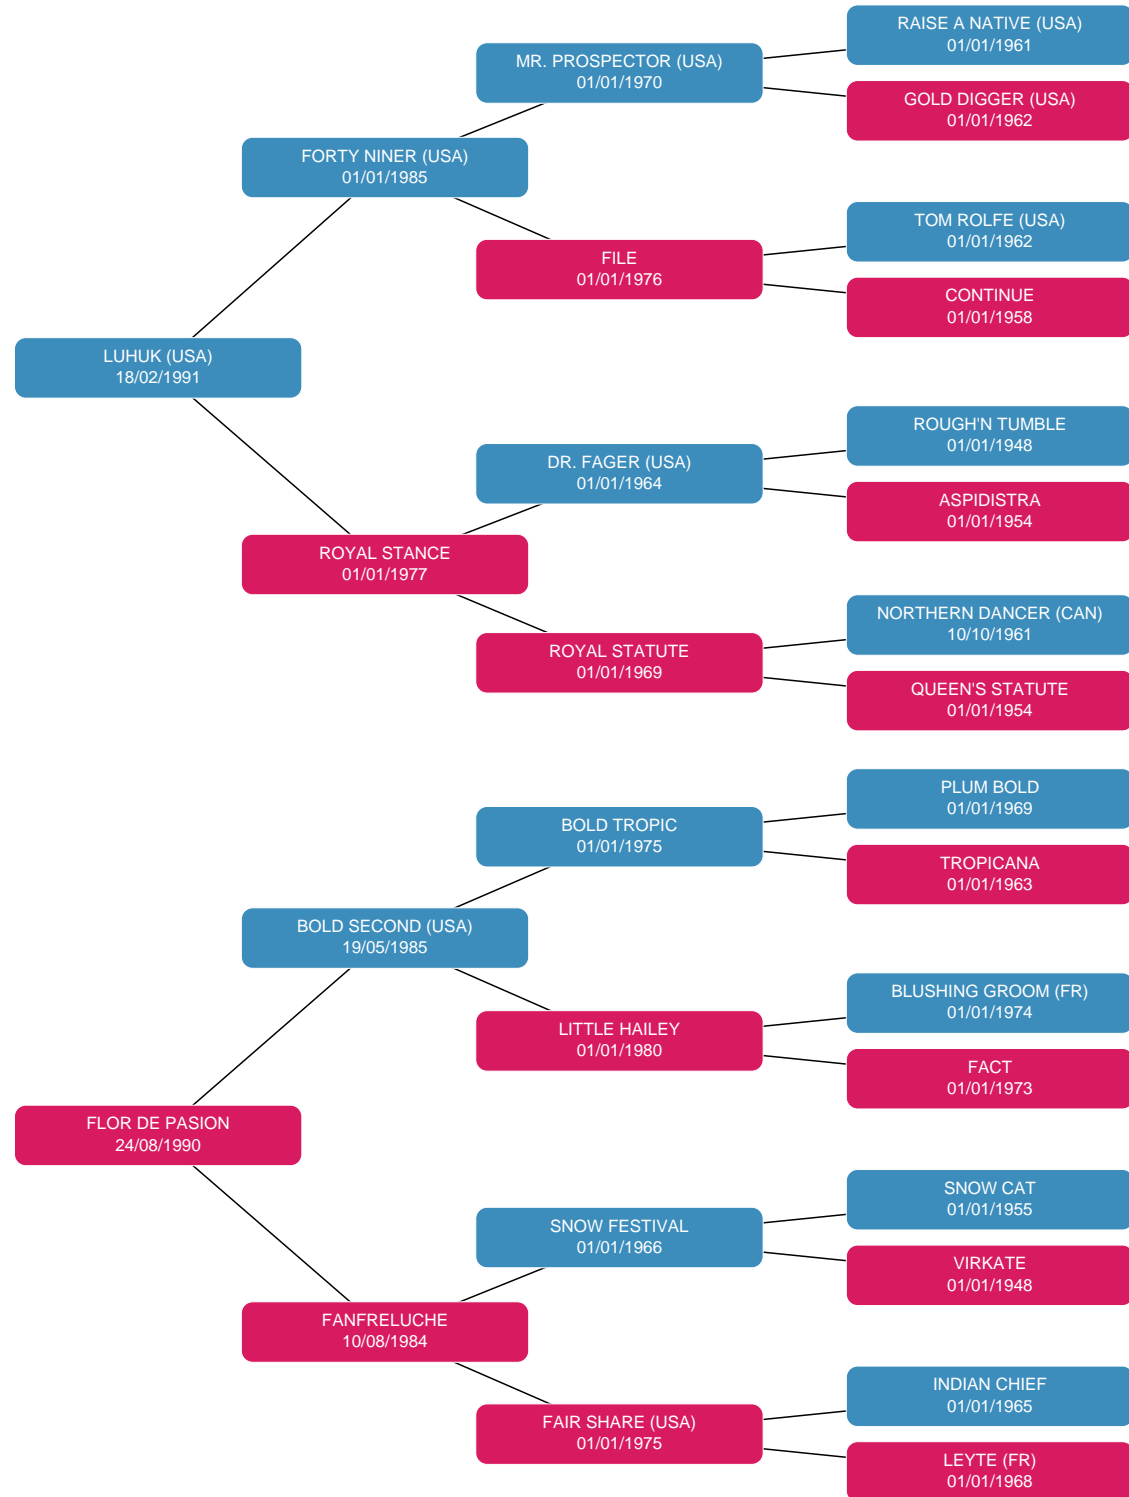 RAISE A NATIVE (USA)
01/01/1961
MR. PROSPECTOR (USA)
01/01/1970
GOLD DIGGER (USA)
01/01/1962
FORTY NINER (USA)
01/01/1985
TOM ROLFE (USA)
01/01/1962
FILE
01/01/1976
CONTINUE
01/01/1958
LUHUK (USA)
18/02/1991
ROUGH'N TUMBLE
01/01/1948
DR. FAGER (USA)
01/01/1964
ASPIDISTRA
01/01/1954
ROYAL STANCE
01/01/1977
NORTHERN DANCER (CAN)
10/10/1961
ROYAL STATUTE
01/01/1969
QUEEN'S STATUTE
01/01/1954
PLUM BOLD
01/01/1969
BOLD TROPIC
01/01/1975
TROPICANA
01/01/1963
BOLD SECOND (USA)
19/05/1985
BLUSHING GROOM (FR)
01/01/1974
LITTLE HAILEY
01/01/1980
FACT
01/01/1973
FLOR DE PASION
24/08/1990
SNOW CAT
01/01/1955
SNOW FESTIVAL
01/01/1966
VIRKATE
01/01/1948
FANFRELUCHE
10/08/1984
INDIAN CHIEF
01/01/1965
FAIR SHARE (USA)
01/01/1975
LEYTE (FR)
01/01/1968